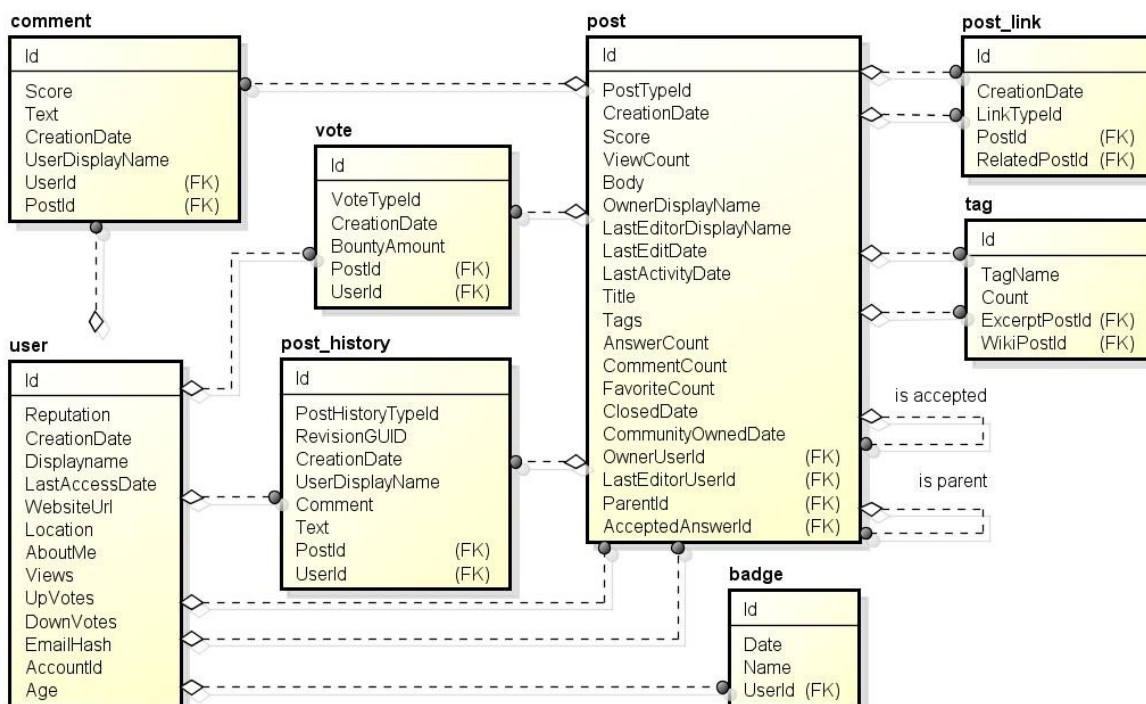 comment
Id
Score
Text
CreationDate
UserDisplayName
UserId (FK)
PostId (FK)
vote
Id
VoteTypeId
CreationDate
BountyAmount
PostId (FK)
UserId (FK)
user
Id
Reputation
CreationDate
Displayname
LastAccessDate
WebsiteUrl
Location
AboutMe
Views
UpVotes
DownVotes
EmailHash
AccountId
Age
post_history
Id
PostHistoryTypeId
RevisionGUID
CreationDate
UserDisplayName
Comment
Text
PostId (FK)
UserId (FK)
post
Id
PostTypeId
CreationDate
Score
ViewCount
Body
OwnerDisplayName
LastEditorDisplayName
LastEditDate
LastActivityDate
Title
Tags
AnswerCount
CommentCount
FavoriteCount
ClosedDate
CommunityOwnedDate
OwnerUserId (FK)
LastEditorUserId (FK)
ParentId (FK)
AcceptedAnswerId (FK)
post_link
Id
CreationDate
LinkTypeId
PostId (FK)
RelatedPostId (FK)
tag
Id
TagName
Count
ExcerptPostId (FK)
WikiPostId (FK)
is accepted
is parent
badge
Id
Date
Name
UserId (FK)